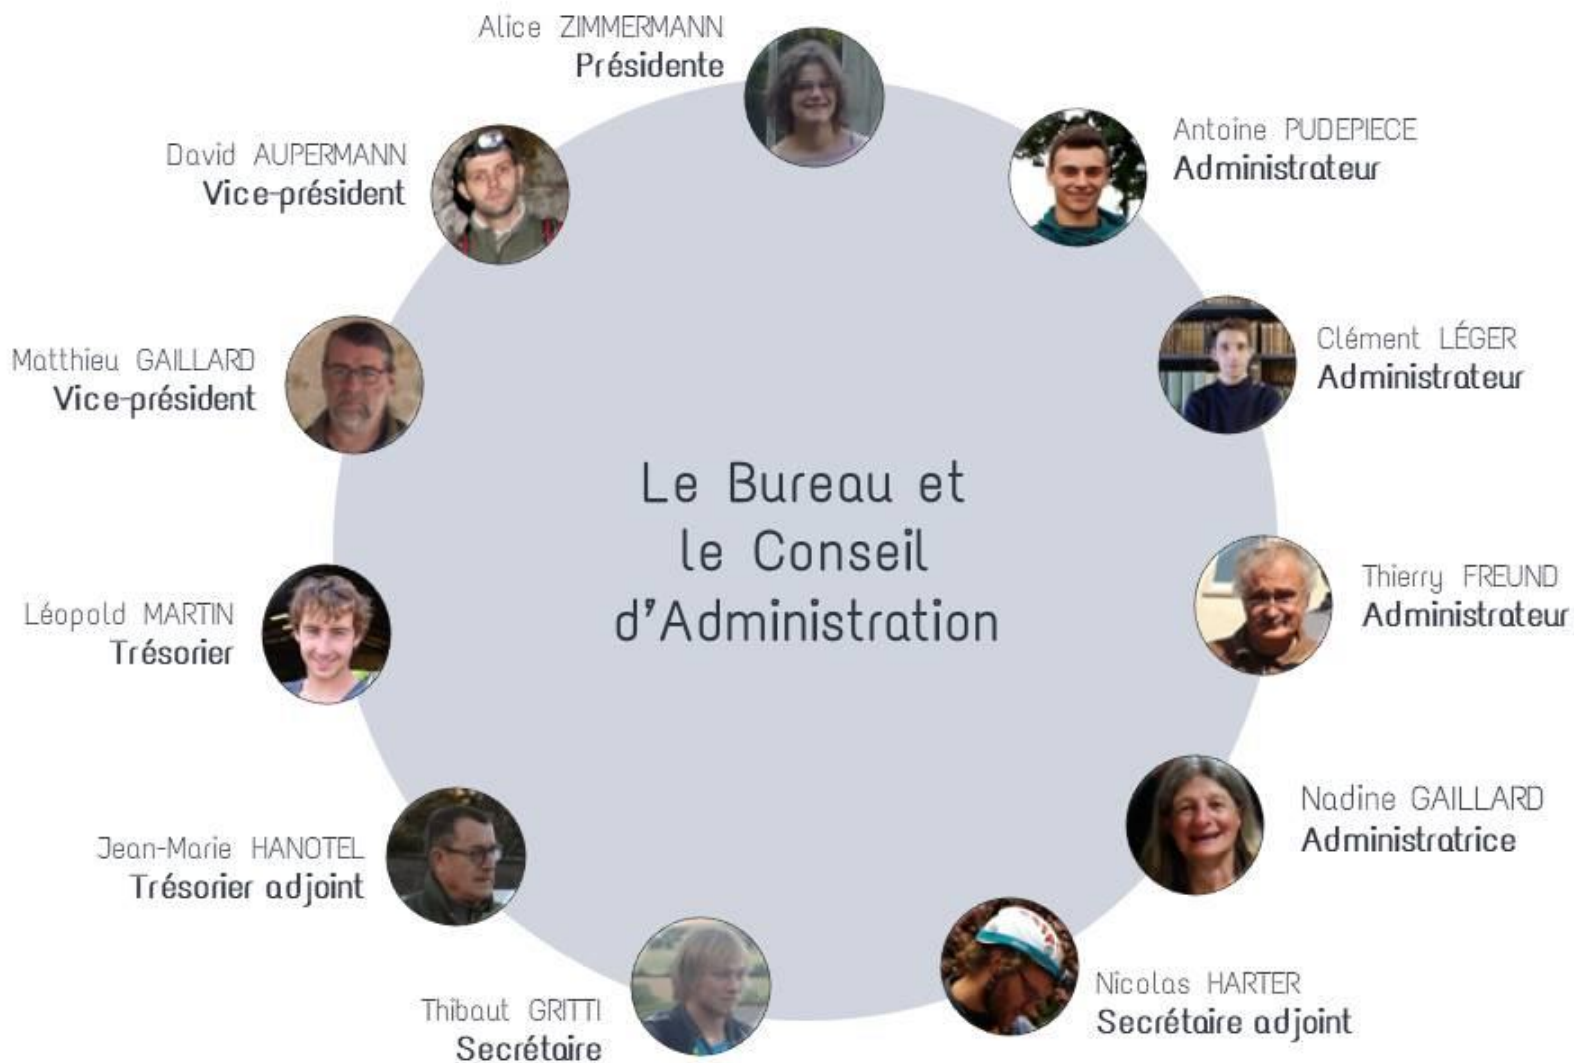 Alice ZIMMERMANN
Présidente
Antoine PUDEPIECE
Administrateur
David AUPERMANN
Vice-président
Clément LÉGER
Administrateur
Matthieu GAILLARD
Vice-président
Le Bureau et
le Conseil
d'Administration
Thierry FREUND
Administrateur
Léopold MARTIN
Trésorier
Nadine GAILLARD
Administratrice
Jean-Marie HANOTEL
Trésorier adjoint
Nicolas HARTER
Secrétaire adjoint
Thibaut GRITTI
Secrétaire